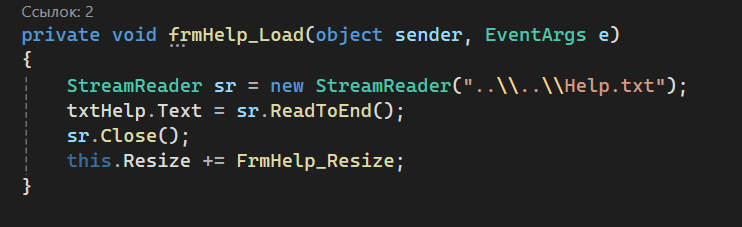 Ссылок: 2
private void frmHelp_Load(object sender, EventArgs e)
{
StreamReader sr = new StreamReader("..\\..\\Help.txt");
txtHelp.Text = sr.ReadToEnd();
sr.Close();
this.Resize += FrmHelp_Resize;
}